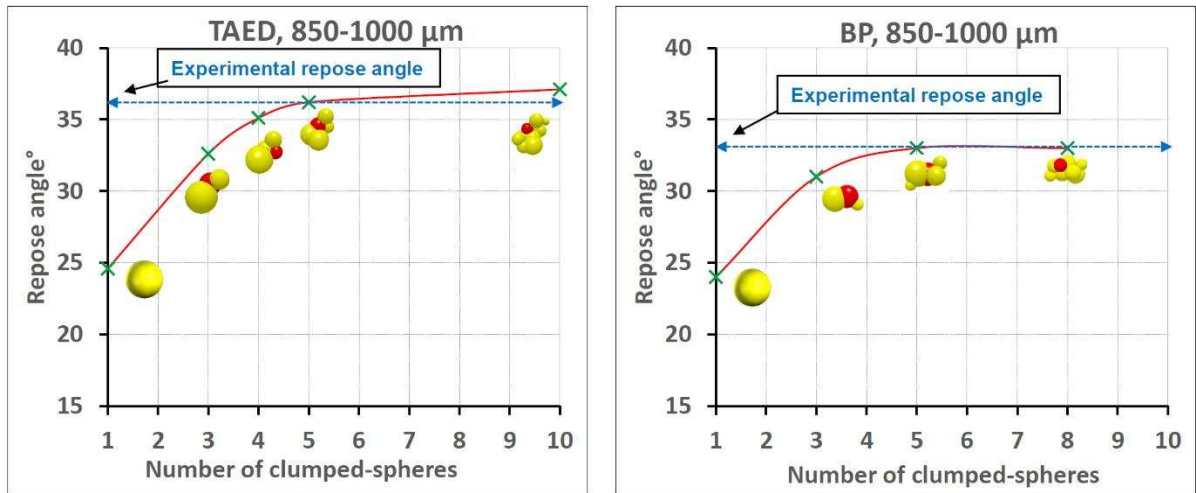 TAED, 850-1000 µm
Experimental repose angle
Repose angle°
40
35
30
25
20
15
1 2 3 4 5 6 7 8 9 10
Number of clumped-spheres
BP, 850-1000 µm
Experimental repose angle
Repose angle°
40
35
30
25
20
15
1 2 3 4 5 6 7 8 9 10
Number of clumped-spheres